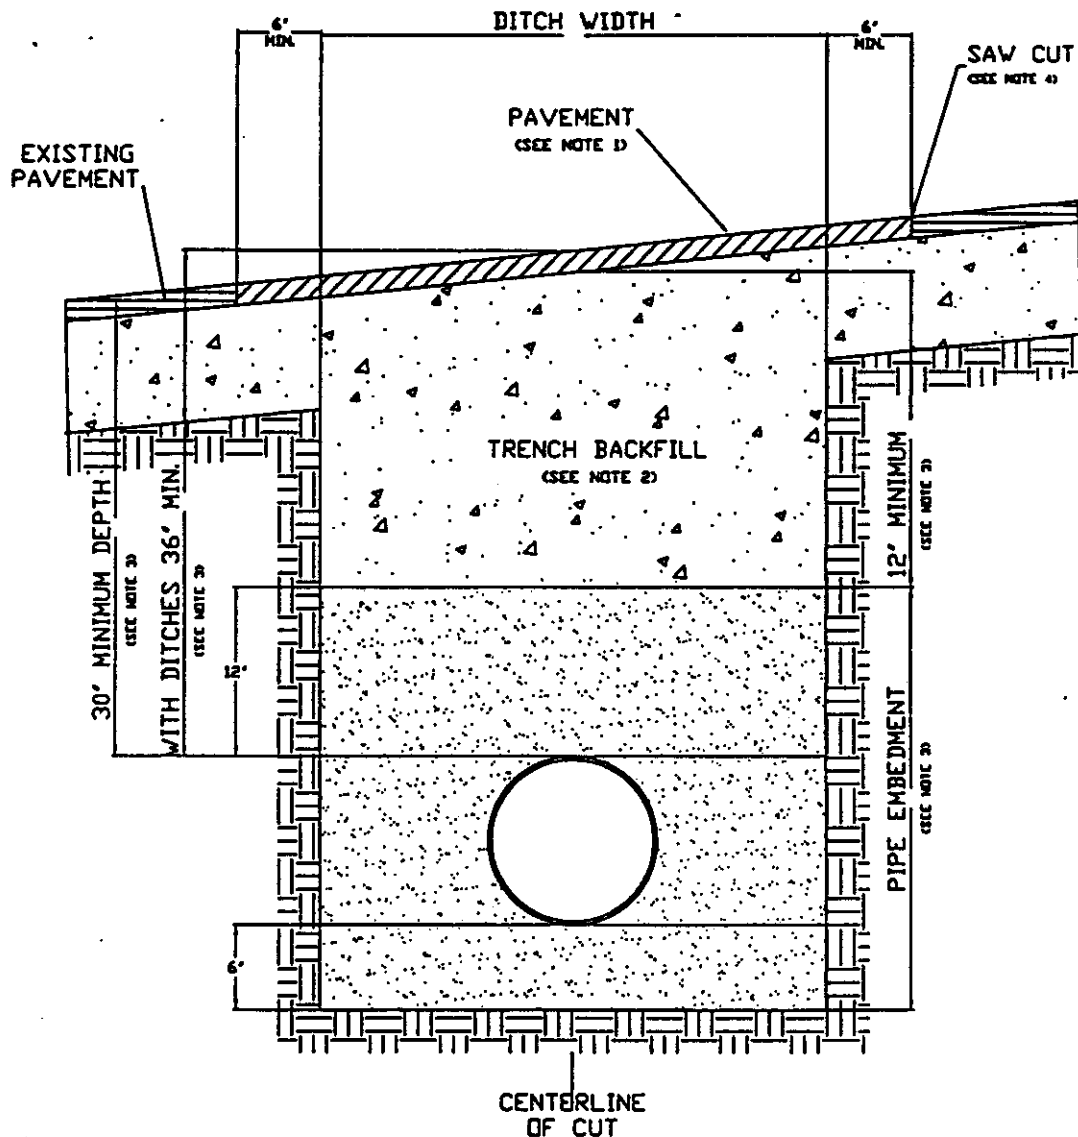 6' DITCH WIDTH 6'
MIN. MIN.
SAW CUT
(SEE NOTE 4)
PAVEMENT
(SEE NOTE 1)
EXISTING
PAVEMENT
TRENCH BACKFILL
(SEE NOTE 2)
30' MINIMUM DEPTH
(SEE NOTE 3)
WITH DITCHES 36' MIN.
(SEE NOTE 3)
12' MINIMUM
(SEE NOTE 2)
12'
PIPE EMBEDMENT
(SEE NOTE 3)
6'
CENTERLINE
OF CUT